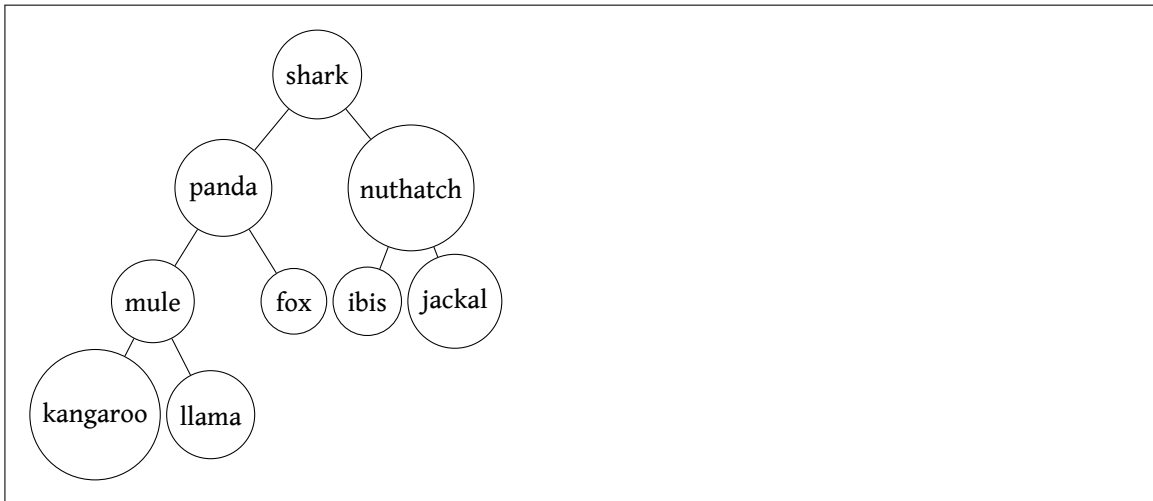 shark
panda
nuthatch
mule
fox
ibis
jackal
kangaroo
llama